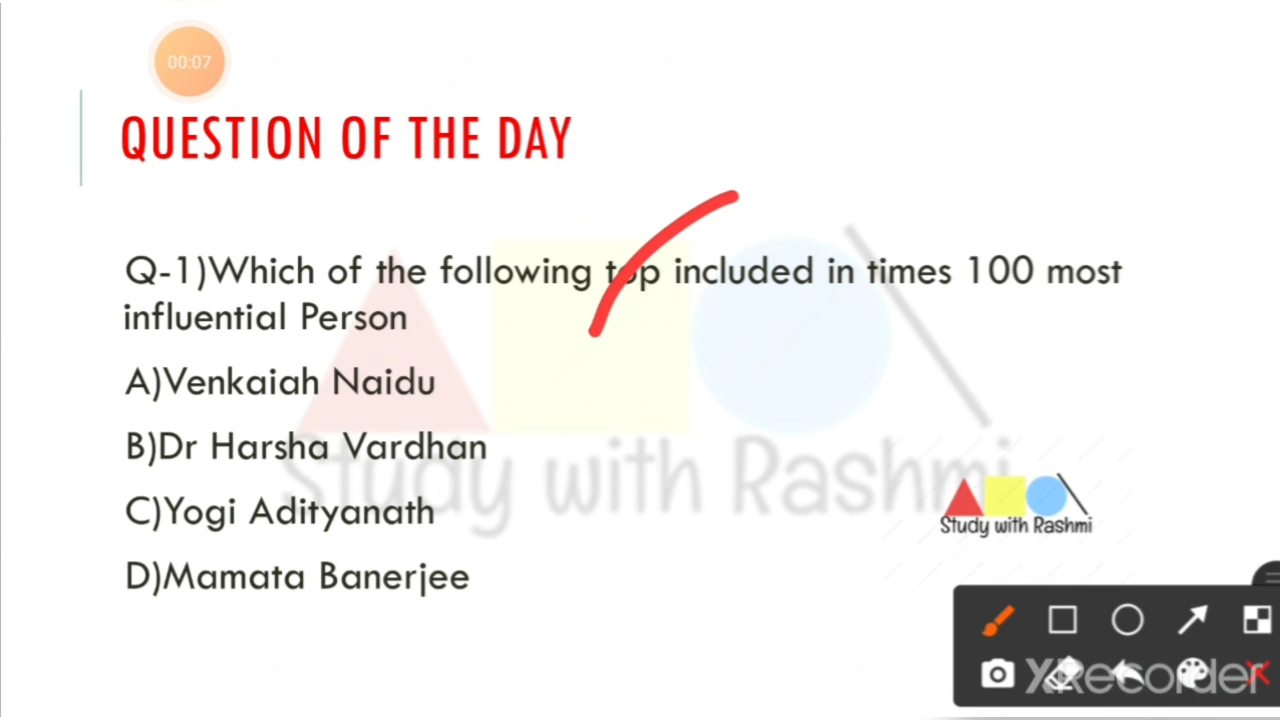 00:07
QUESTION OF THE DAY
Q-1)Which of the following top included in times 100 most
influential Person
A)Venkaiah Naidu
B)Dr Harsha Vardhan
C)Yogi Adityanath
D)Mamata Banerjee
Study with Rashmi
Study with Rashmi
XRecorder